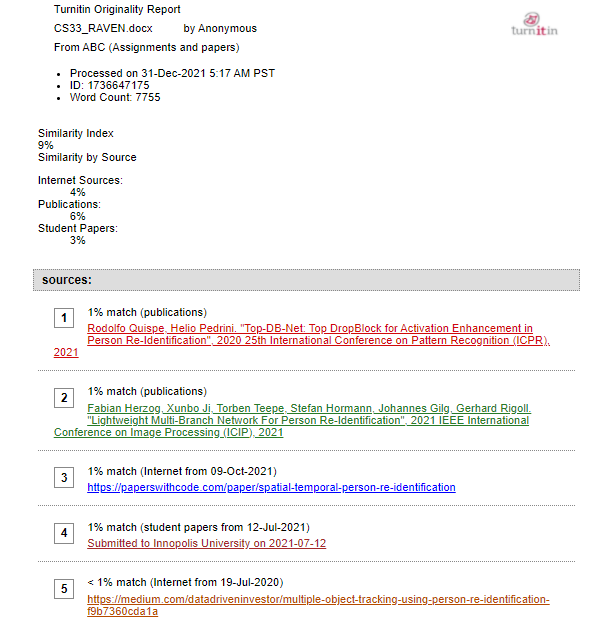 Turnitin Originality Report
turnitin
CS33_RAVEN.docx by Anonymous
From ABC (Assignments and papers)
• Processed on 31-Dec-2021 5:17 AM PST
• ID: 1736647175
• Word Count: 7755
Similarity Index
9%
Similarity by Source
Internet Sources:
4%
Publications:
6%
Student Papers:
3%
sources:
1 1% match (publications)
Rodolfo Quispe, Helio Pedrini. "Top-DB-Net: Top DropBlock for Activation Enhancement in
Person Re-Identification", 2020 25th International Conference on Pattern Recognition (ICPR),
2021
2 1% match (publications)
Fabian Herzog, Xunbo Ji, Torben Teepe, Stefan Hormann, Johannes Gilg, Gerhard Rigoll.
"Lightweight Multi-Branch Network For Person Re-Identification", 2021 IEEE International
Conference on Image Processing (ICIP), 2021
3 1% match (Internet from 09-Oct-2021)
https://paperswithcode.com/paper/spatial-temporal-person-re-identification
4 1% match (student papers from 12-Jul-2021)
Submitted to Innopolis University on 2021-07-12
5 < 1% match (Internet from 19-Jul-2020)
https://medium.com/datadriveninvestor/multiple-object-tracking-using-person-re-identification-
f9b7360cda1a